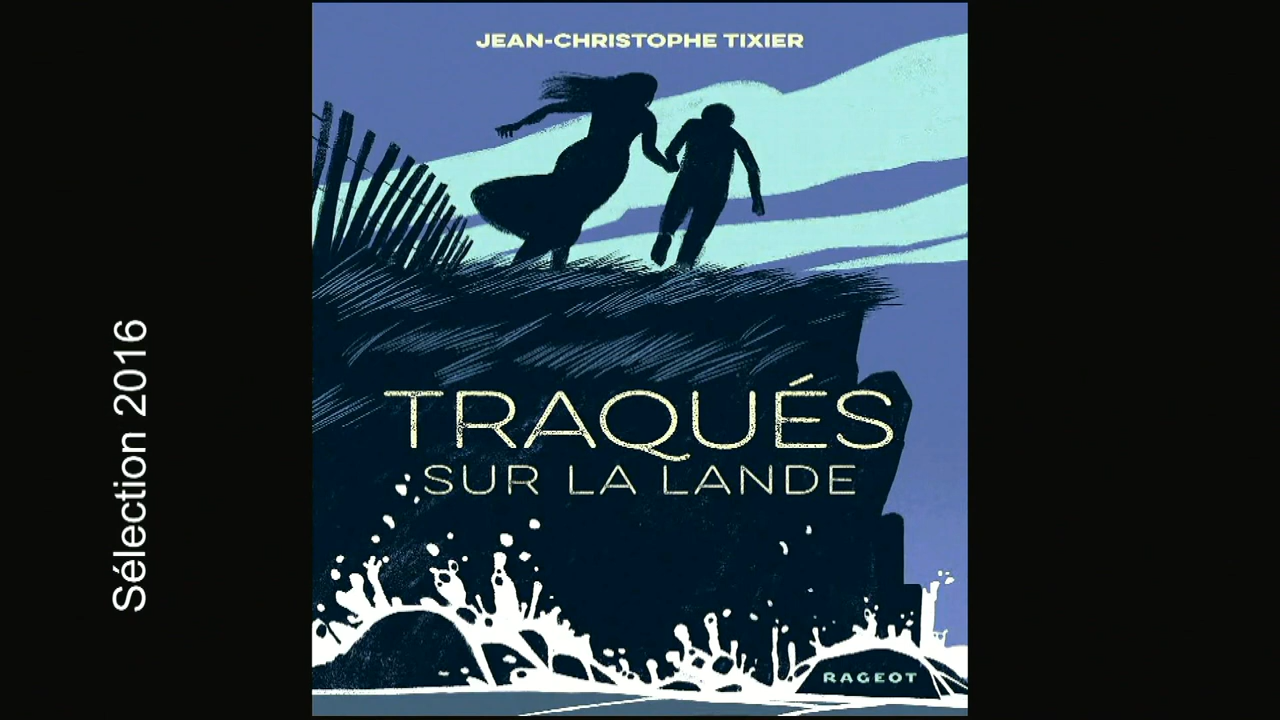 Sélection 2016
JEAN-CHRISTOPHE TIXIER
TRAQUÉS
SUR LA LANDE
RAGEOT